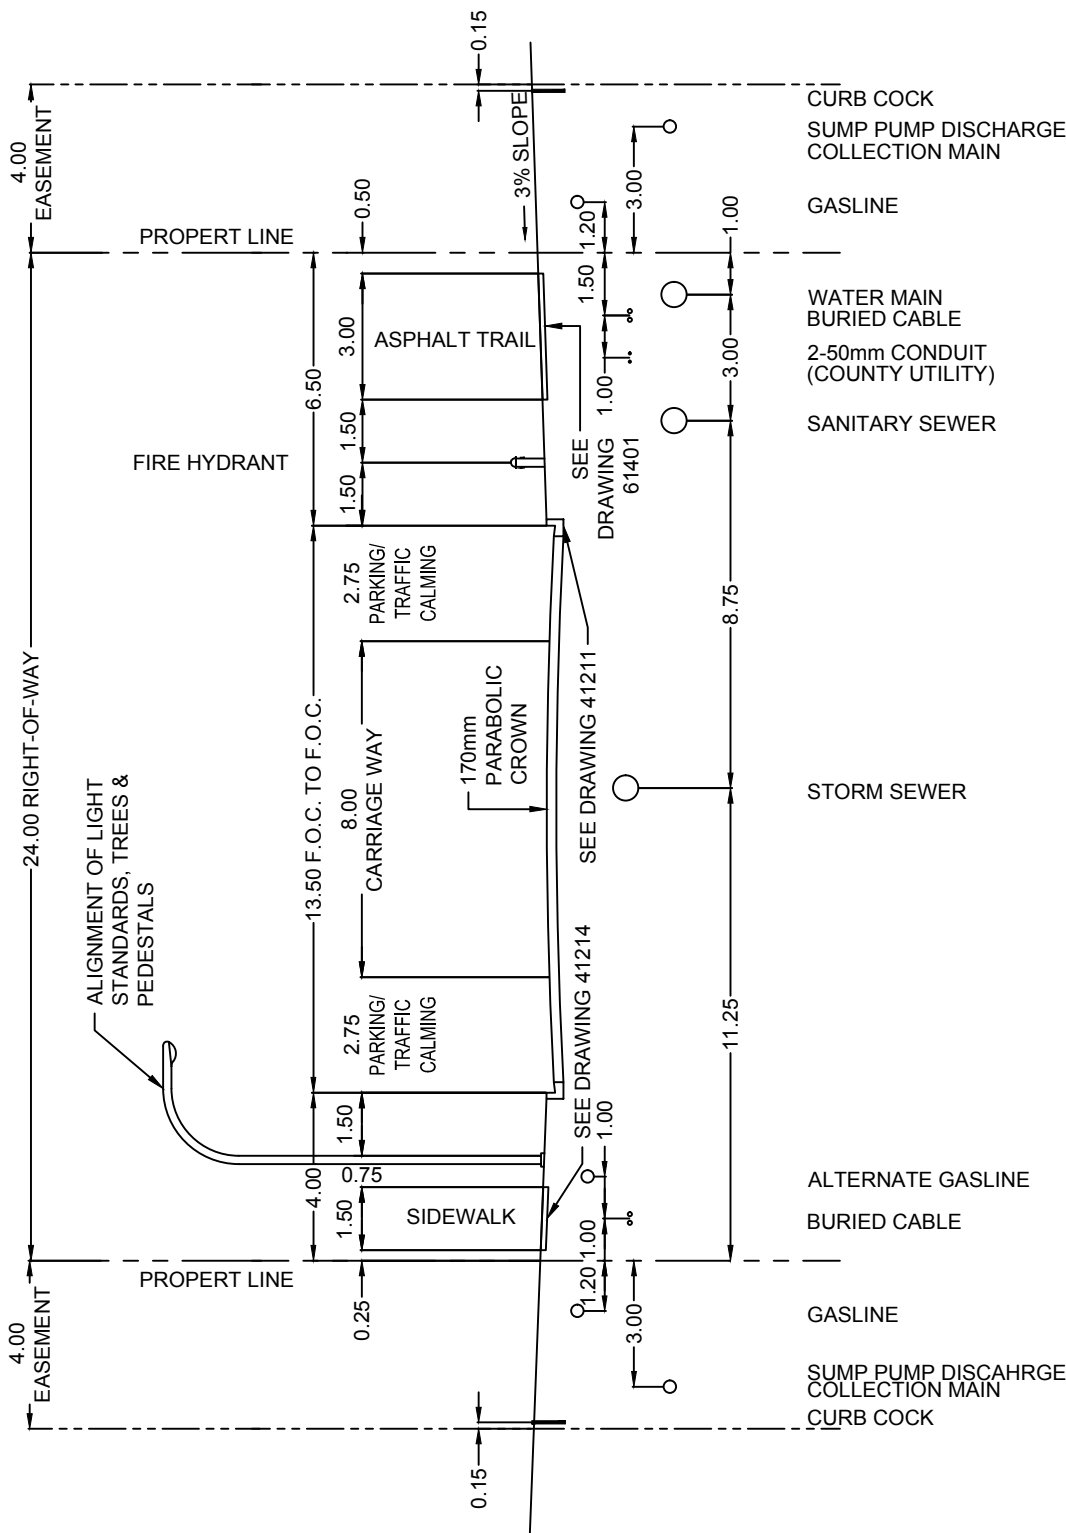 0.15
4.00
EASEMENT
3% SLOPE
CURB COCK
SUMP PUMP DISCHARGE
COLLECTION MAIN
3.00
GASLINE
0.50
1.20
1.00
PROPERT LINE
1.50
WATER MAIN
BURIED CABLE
3.00
ASPHALT TRAIL
6.50
2-50mm CONDUIT
(COUNTY UTILITY)
1.00
3.00
SANITARY SEWER
1.50
FIRE HYDRANT
1.50
SEE
DRAWING
61401
2.75
PARKING/
TRAFFIC
CALMING
8.75
24.00 RIGHT-OF-WAY
13.50 F.O.C. TO F.O.C.
8.00
CARRIAGE WAY
170mm
PARABOLIC
CROWN
SEE DRAWING 41211
STORM SEWER
ALIGNMENT OF LIGHT
STANDARDS, TREES &
PEDESTALS
2.75
PARKING/
TRAFFIC
CALMING
SEE DRAWING 41214
11.25
1.50
1.00
0.75
4.00
1.50
SIDEWALK
ALTERNATE GASLINE
BURIED CABLE
1.00
PROPERT LINE
1.20
0.25
GASLINE
3.00
4.00
EASEMENT
SUMP PUMP DISCAHRGE
COLLECTION MAIN
CURB COCK
0.15